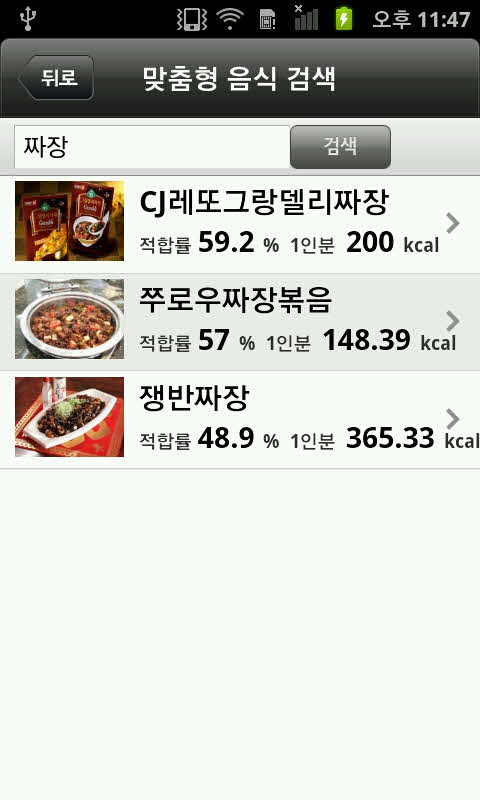 오후 11:47
뒤로
맞춤형 음식 검색
짜장
검색
CJ레또그랑델리짜장
적합률 59.2 % 1인분 200 kcal
쭈로우짜장볶음
적합률 57 % 1인분 148.39 kcal
쟁반짜장
적합률 48.9 % 1인분 365.33 kcal